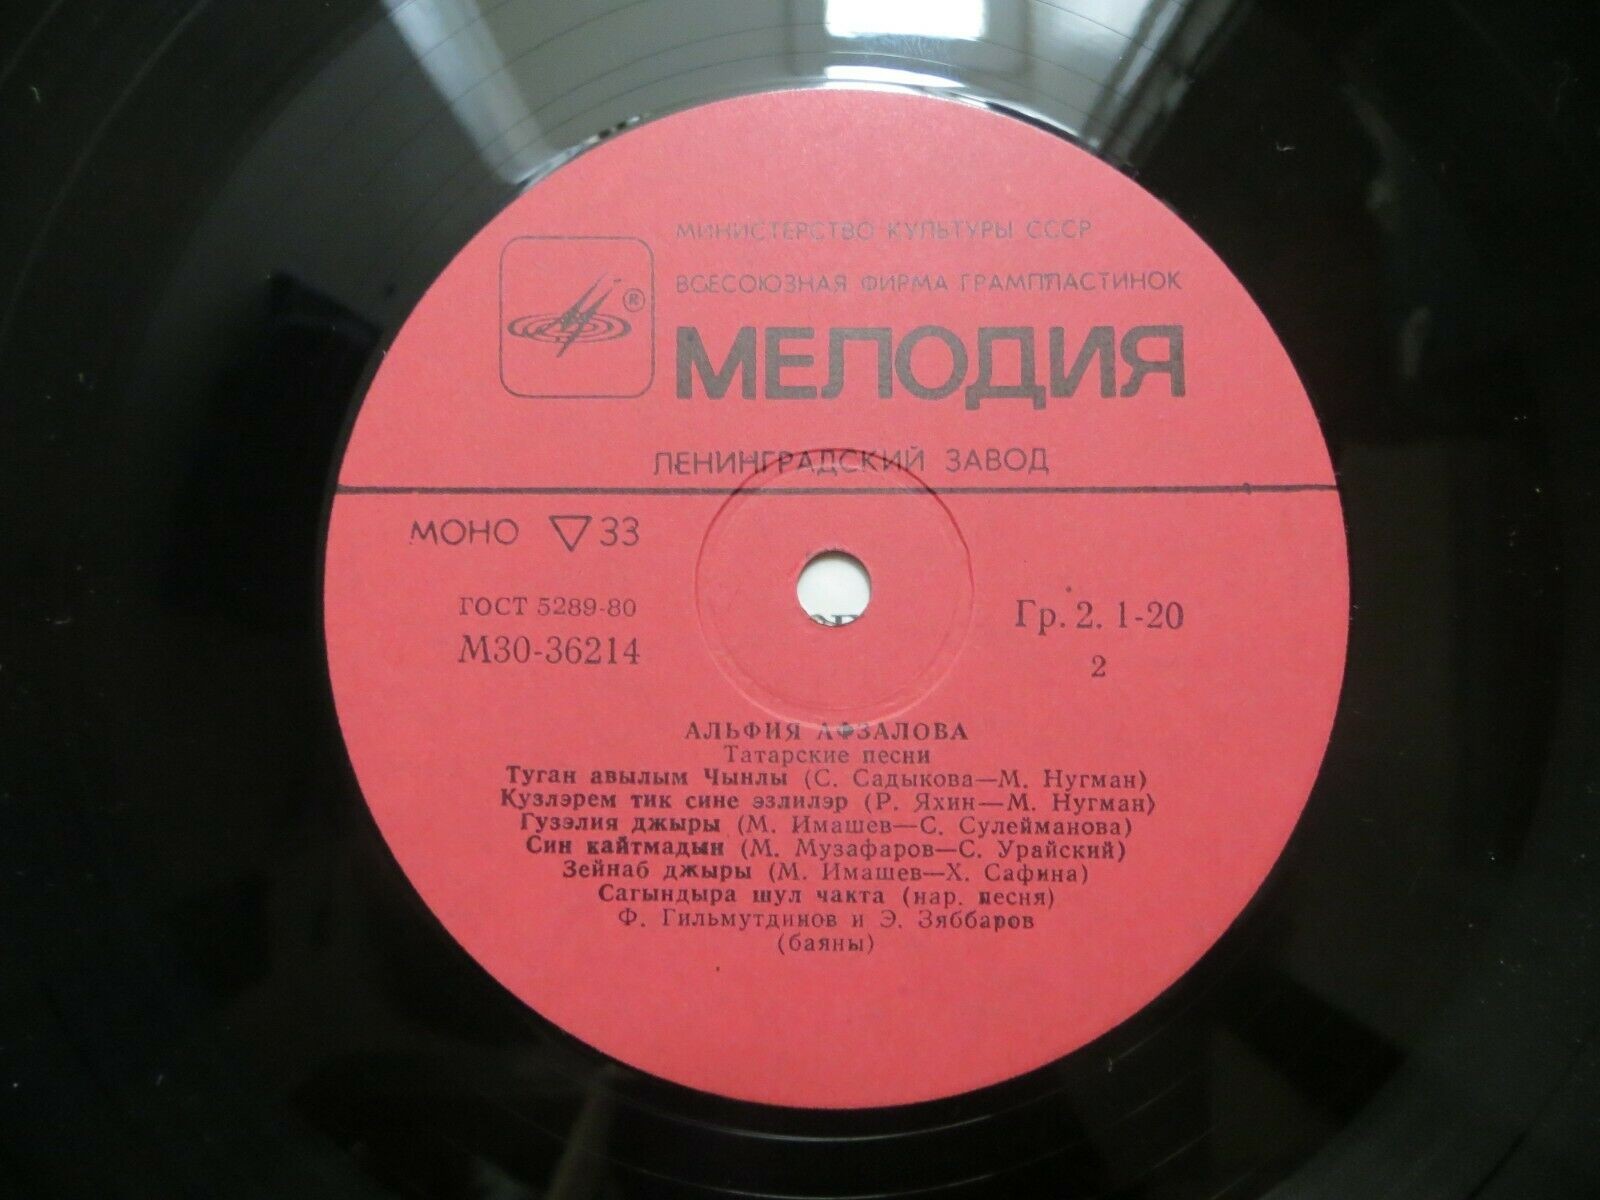 МИНИСТЕРСТВО КУЛЬТУРЫ СССР
ВСЕСОЮЗНАЯ ФИРМА ГРАМПЛАСТИНОК
®
МЕЛОДИЯ
ЛЕНИНГРАДСКИЙ ЗАВОД
МОНО ▽ 33
ГОСТ 5289-80
М30-36214
Гр. 2. 1-20
2
АЛЬФИЯ АФЗАЛОВА
Татарские песни
Туган авылым Чынлы (С. Садыкова—М. Нугман)
Кузлэрем тик сине эзлилэр (Р. Яхин—М. Нугман)
Гузэлия джыры (М. Имашев—С. Сулейманова)
Син кайтмадын (М. Музафаров—С. Урайский)
Зейнаб джыры (М. Имашев—Х. Сафина)
Сагындыра шул чакта (нар. песня)
Ф. Гильмутдинов и Э. Зяббаров
(баяны)